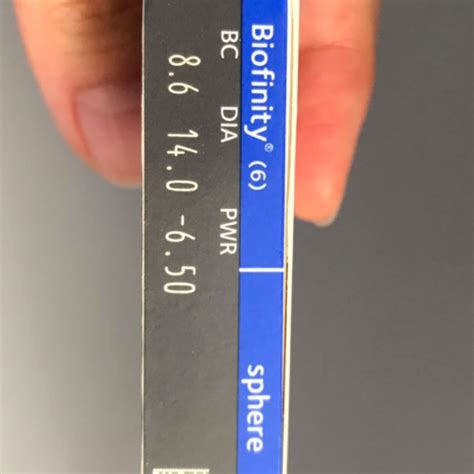 Biofinity® (6) sphere
BC DIA PWR
8.6 14.0 -6.50